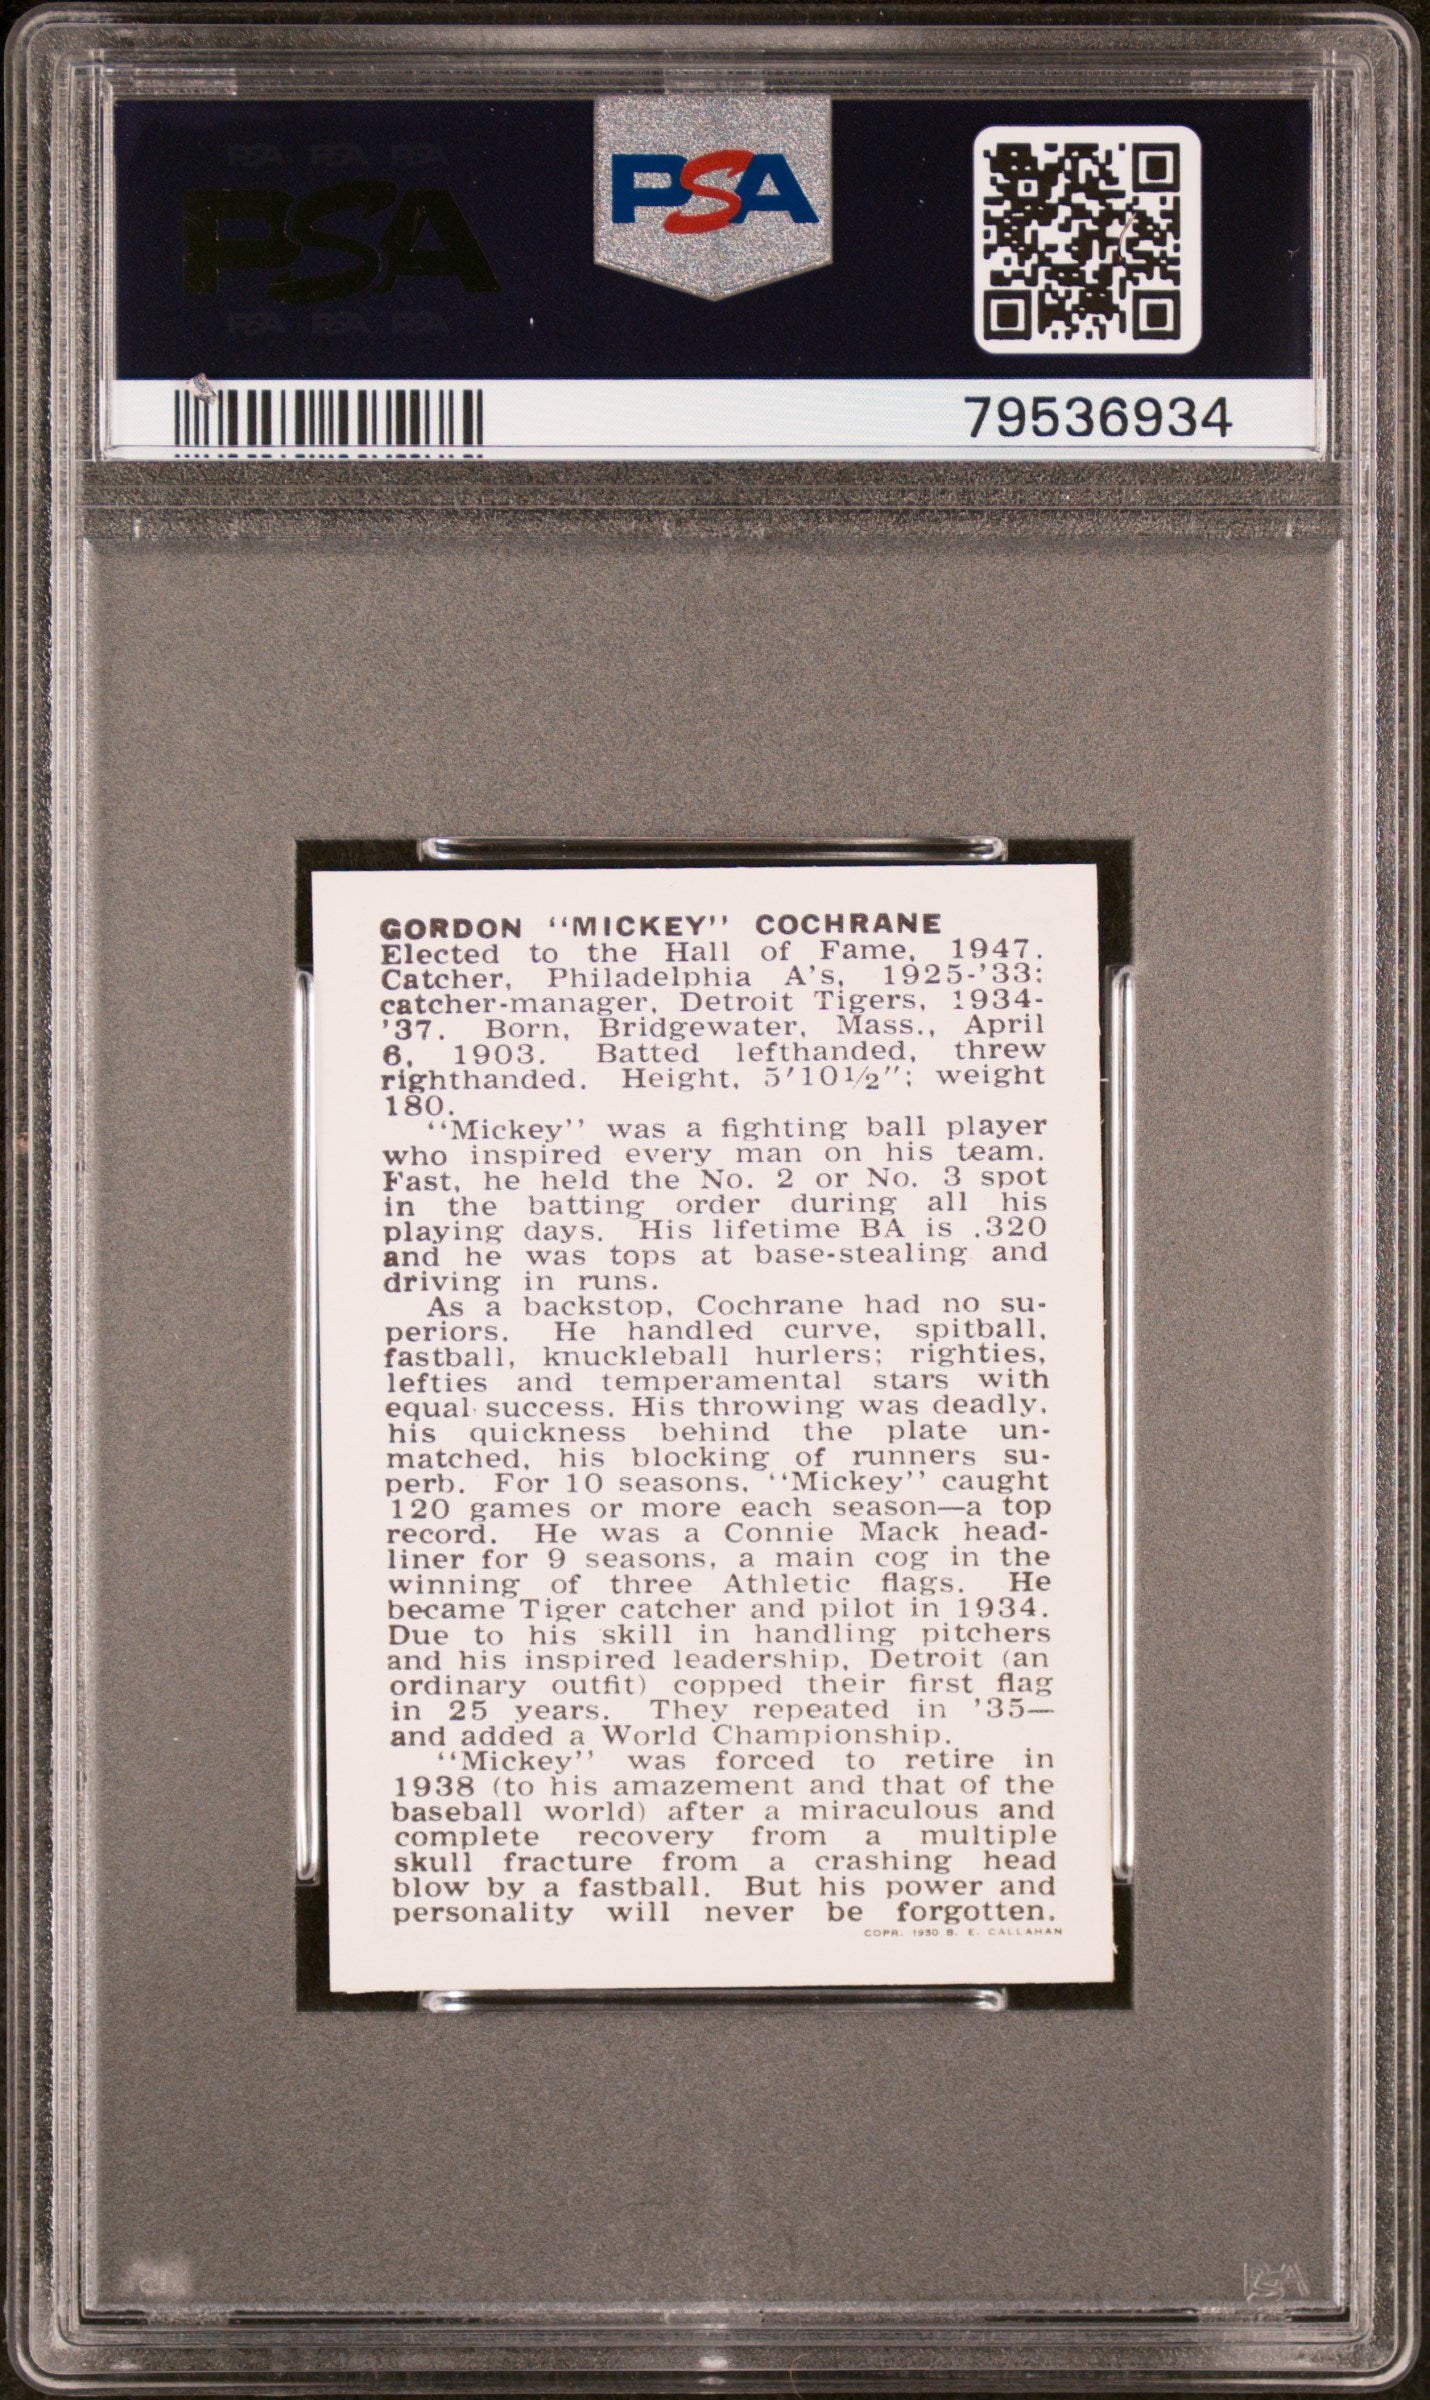 PSA PSA PSA
PSA
PSA PSA PSA
PSA
79536934
GORDON "MICKEY" COCHRANE
Elected to the Hall of Fame, 1947.
Catcher, Philadelphia A's, 1925-'33;
catcher-manager, Detroit Tigers, 1934-
'37. Born, Bridgewater, Mass., April
6, 1903. Batted lefthanded, threw
righthanded. Height, 5'10½"; weight
180.
"Mickey" was a fighting ball player
who inspired every man on his team.
Fast, he held the No. 2 or No. 3 spot
in the batting order during all his
playing days. His lifetime BA is .320
and he was tops at base-stealing and
driving in runs.
As a backstop, Cochrane had no su-
periors. He handled curve, spitball,
fastball, knuckleball hurlers; righties,
lefties and temperamental stars with
equal success. His throwing was deadly,
his quickness behind the plate un-
matched, his blocking of runners su-
perb. For 10 seasons, "Mickey" caught
120 games or more each season—a top
record. He was a Connie Mack head-
liner for 9 seasons, a main cog in the
winning of three Athletic flags. He
became Tiger catcher and pilot in 1934.
Due to his skill in handling pitchers
and his inspired leadership, Detroit (an
ordinary outfit) copped their first flag
in 25 years. They repeated in '35—
and added a World Championship.
"Mickey" was forced to retire in
1938 (to his amazement and that of the
baseball world) after a miraculous and
complete recovery from a multiple
skull fracture from a crashing head
blow by a fastball. But his power and
personality will never be forgotten.
COPR. 1950 B. E. CALLAHAN
PSA